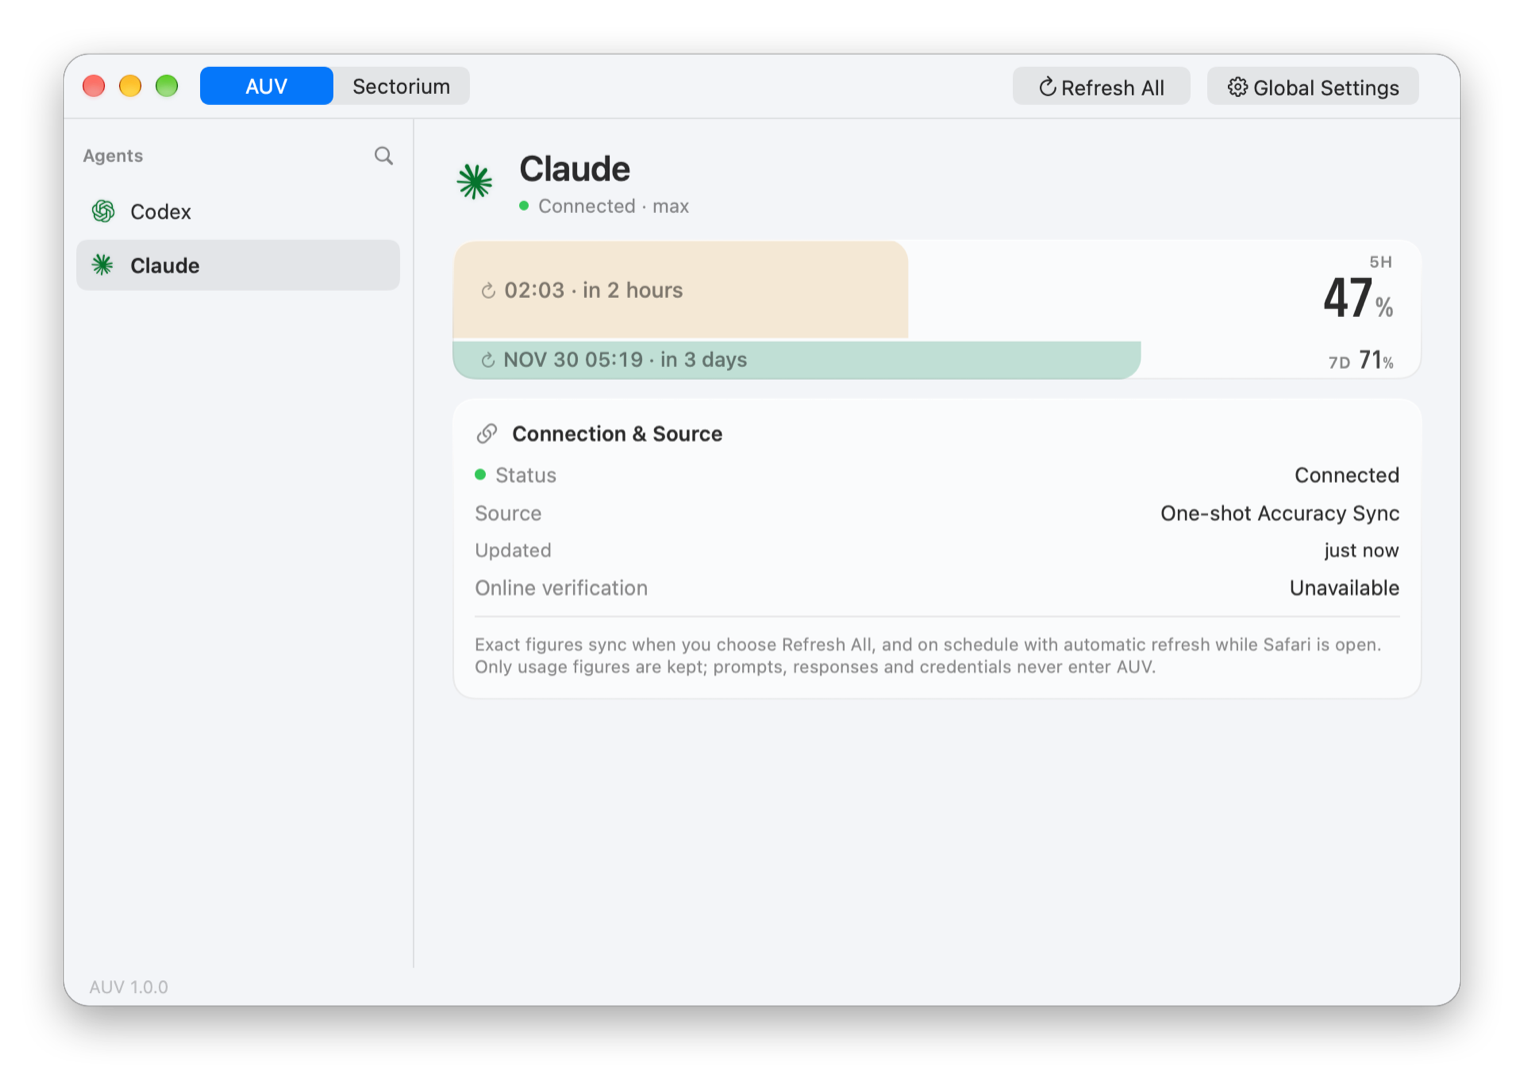 AUV
Sectorium
Refresh All
Global Settings
Agents
Codex
Claude
Claude
Connected · max
02:03 · in 2 hours
5H
47%
NOV 30 05:19 · in 3 days
7D 71%
Connection & Source
Status Connected
Source One-shot Accuracy Sync
Updated just now
Online verification Unavailable
Exact figures sync when you choose Refresh All, and on schedule with automatic refresh while Safari is open.
Only usage figures are kept; prompts, responses and credentials never enter AUV.
AUV 1.0.0